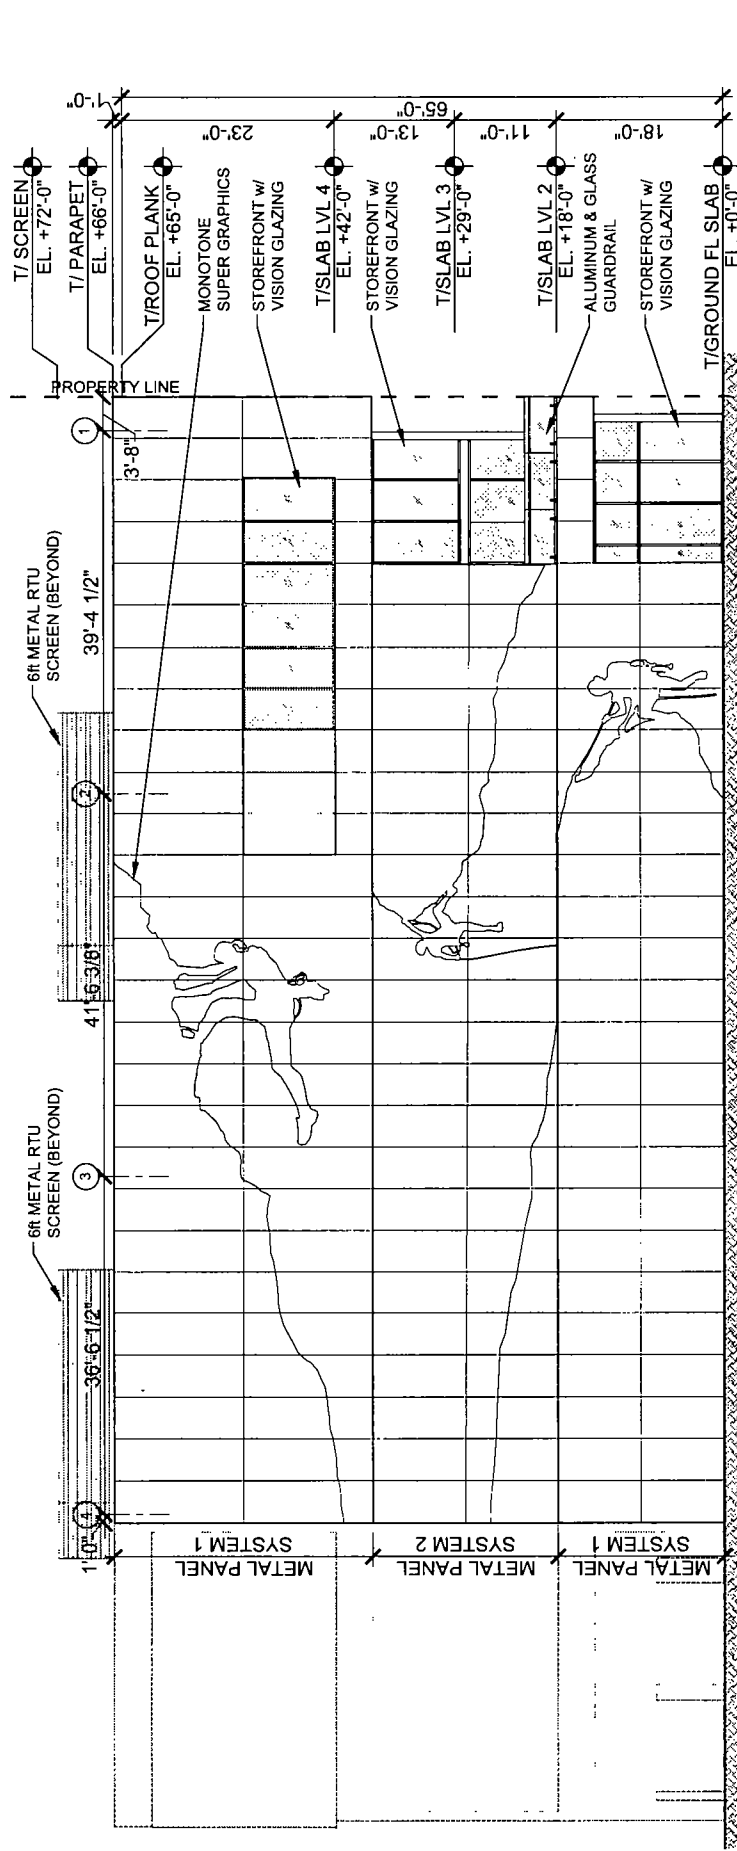 T/ SCREEN
EL. +72'-0"
T/ PARAPET
EL. +66'-0"
T/ROOF PLANK
EL. +65'-0"
MONOTONE
SUPER GRAPHICS
STOREFRONT w/
VISION GLAZING
T/SLAB LVL 4
EL. +42'-0"
STOREFRONT w/
VISION GLAZING
T/SLAB LVL 3
EL. +29'-0"
T/SLAB LVL 2
EL. +18'-0"
ALUMINUM & GLASS
GUARDRAIL
STOREFRONT w/
VISION GLAZING
T/GROUND FL SLAB
EL. +0'-0"
1'-0"
23'-0"
13'-0"
11'-0"
18'-0"
65'-0"
PROPERTY LINE
1
3'-8"
39'-4 1/2"
6ft METAL RTU
SCREEN (BEYOND)
2
41'-6 3/8"
3
6ft METAL RTU
SCREEN (BEYOND)
36'-6 1/2"
4
1'-0"
METAL PANEL
SYSTEM 1
METAL PANEL
SYSTEM 2
METAL PANEL
SYSTEM 1